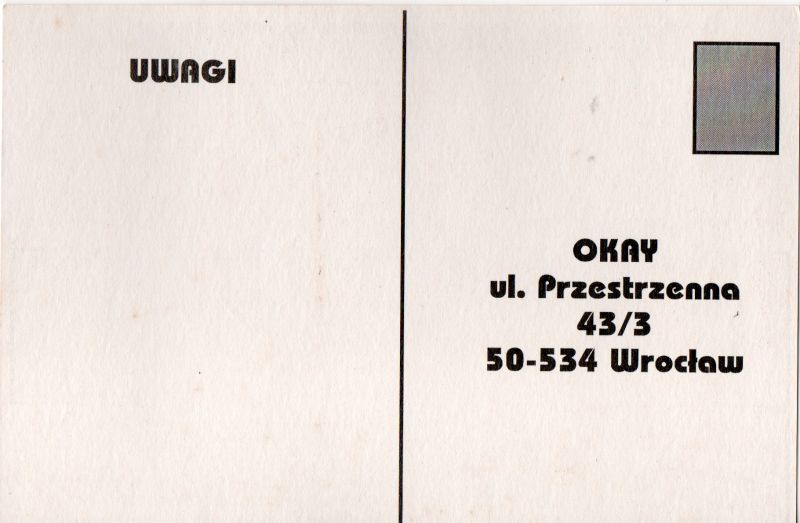 UWAGI
OKAY
ul. Przestrzenna
43/3
50-534 Wrocław